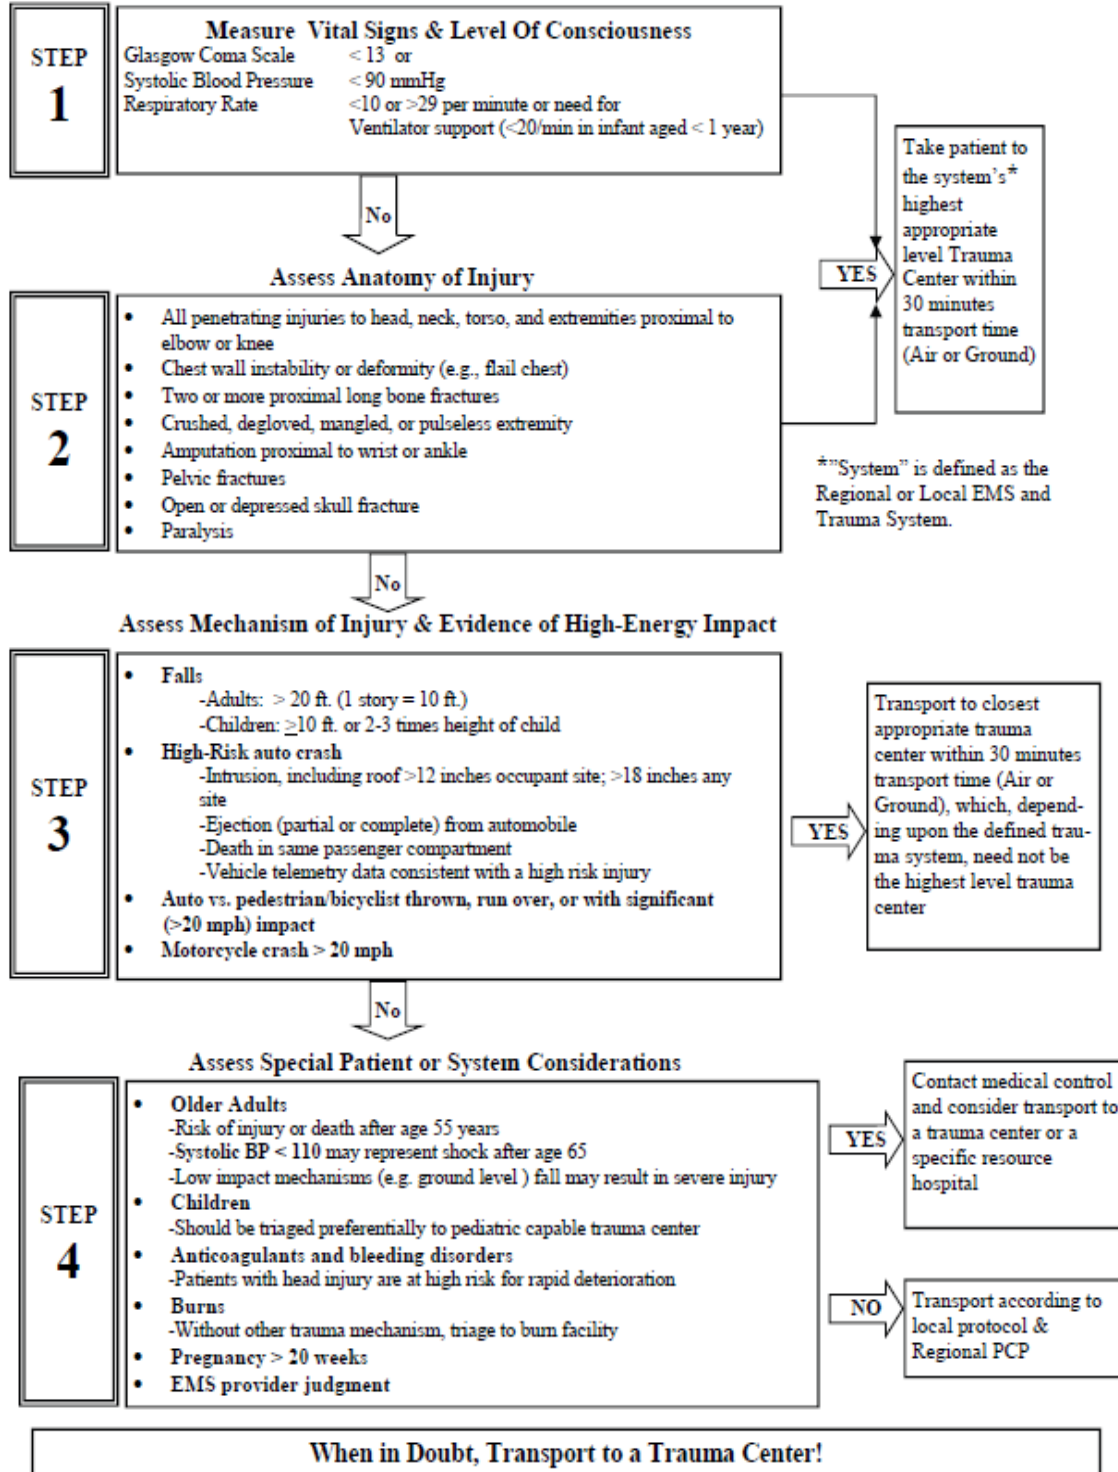 STEP
1
Measure Vital Signs & Level Of Consciousness
Glasgow Coma Scale < 13 or
Systolic Blood Pressure < 90 mmHg
Respiratory Rate <10 or >29 per minute or need for
Ventilator support (<20/min in infant aged < 1 year)
No
YES
Take patient to
the system's*
highest
appropriate
level Trauma
Center within
30 minutes
transport time
(Air or Ground)
Assess Anatomy of Injury
STEP
2
• All penetrating injuries to head, neck, torso, and extremities proximal to
elbow or knee
• Chest wall instability or deformity (e.g., flail chest)
• Two or more proximal long bone fractures
• Crushed, degloved, mangled, or pulseless extremity
• Amputation proximal to wrist or ankle
• Pelvic fractures
• Open or depressed skull fracture
• Paralysis
*"System" is defined as the
Regional or Local EMS and
Trauma System.
No
Assess Mechanism of Injury & Evidence of High-Energy Impact
STEP
3
• Falls
-Adults: > 20 ft. (1 story = 10 ft.)
-Children: >10 ft. or 2-3 times height of child
• High-Risk auto crash
-Intrusion, including roof >12 inches occupant site; >18 inches any
site
-Ejection (partial or complete) from automobile
-Death in same passenger compartment
-Vehicle telemetry data consistent with a high risk injury
• Auto vs. pedestrian/bicyclist thrown, run over, or with significant
(>20 mph) impact
• Motorcycle crash > 20 mph
YES
Transport to closest
appropriate trauma
center within 30 minutes
transport time (Air or
Ground), which, depend-
ing upon the defined trau-
ma system, need not be
the highest level trauma
center
No
Assess Special Patient or System Considerations
STEP
4
• Older Adults
-Risk of injury or death after age 55 years
-Systolic BP < 110 may represent shock after age 65
-Low impact mechanisms (e.g. ground level ) fall may result in severe injury
• Children
-Should be triaged preferentially to pediatric capable trauma center
• Anticoagulants and bleeding disorders
-Patients with head injury are at high risk for rapid deterioration
• Burns
-Without other trauma mechanism, triage to burn facility
• Pregnancy > 20 weeks
• EMS provider judgment
YES
Contact medical control
and consider transport to
a trauma center or a
specific resource
hospital
NO
Transport according to
local protocol &
Regional PCP
When in Doubt, Transport to a Trauma Center!